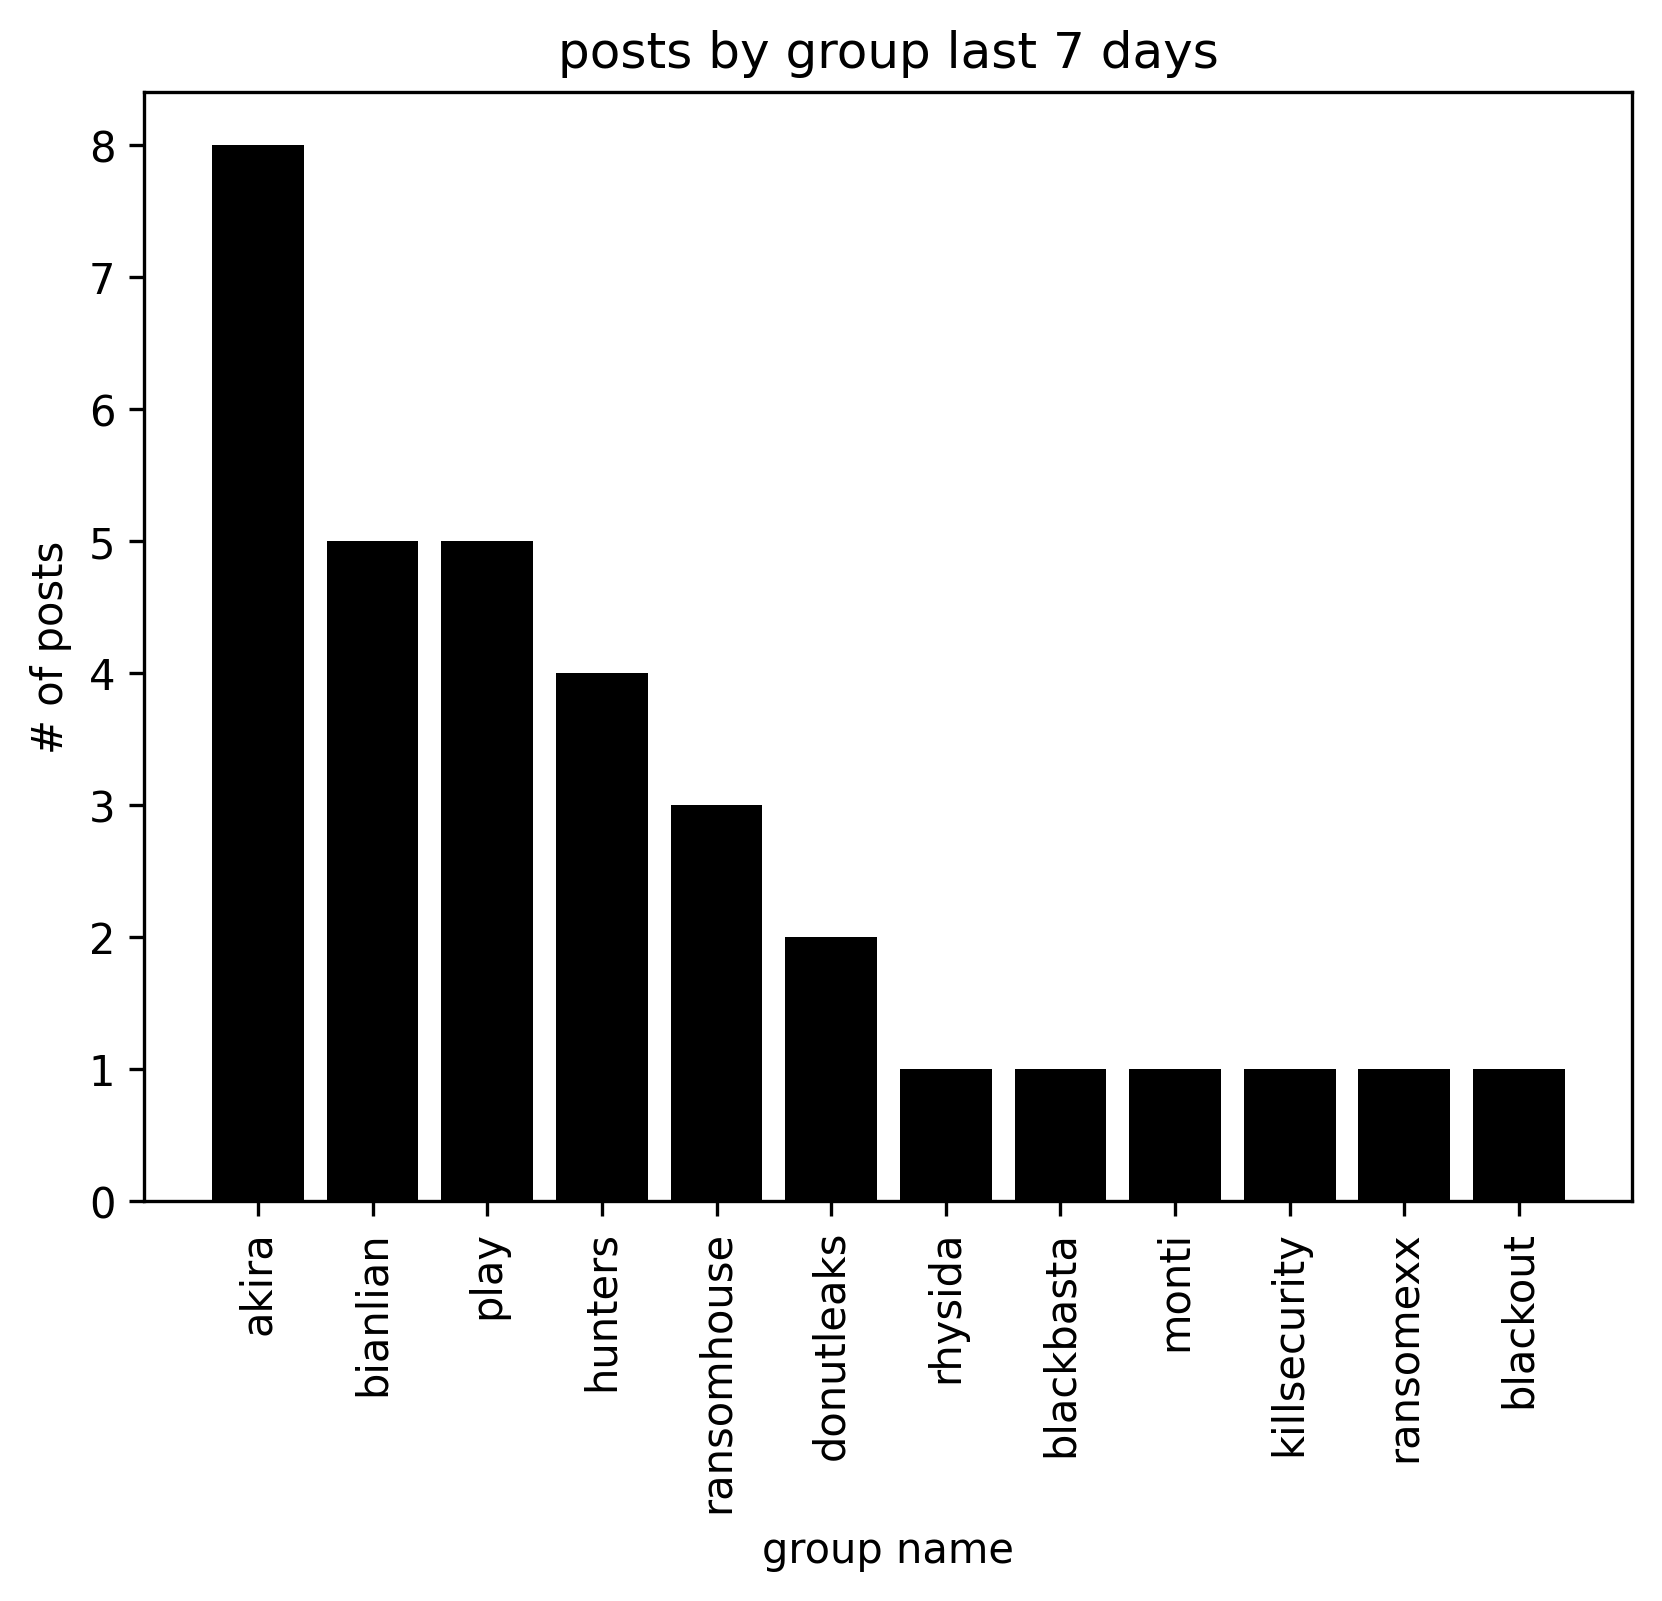 posts by group last 7 days
# of posts
8
7
6
5
4
3
2
1
0
akira
bianlian
play
hunters
ransomhouse
donutleaks
rhysida
blackbasta
monti
killsecurity
ransomexx
blackout
group name